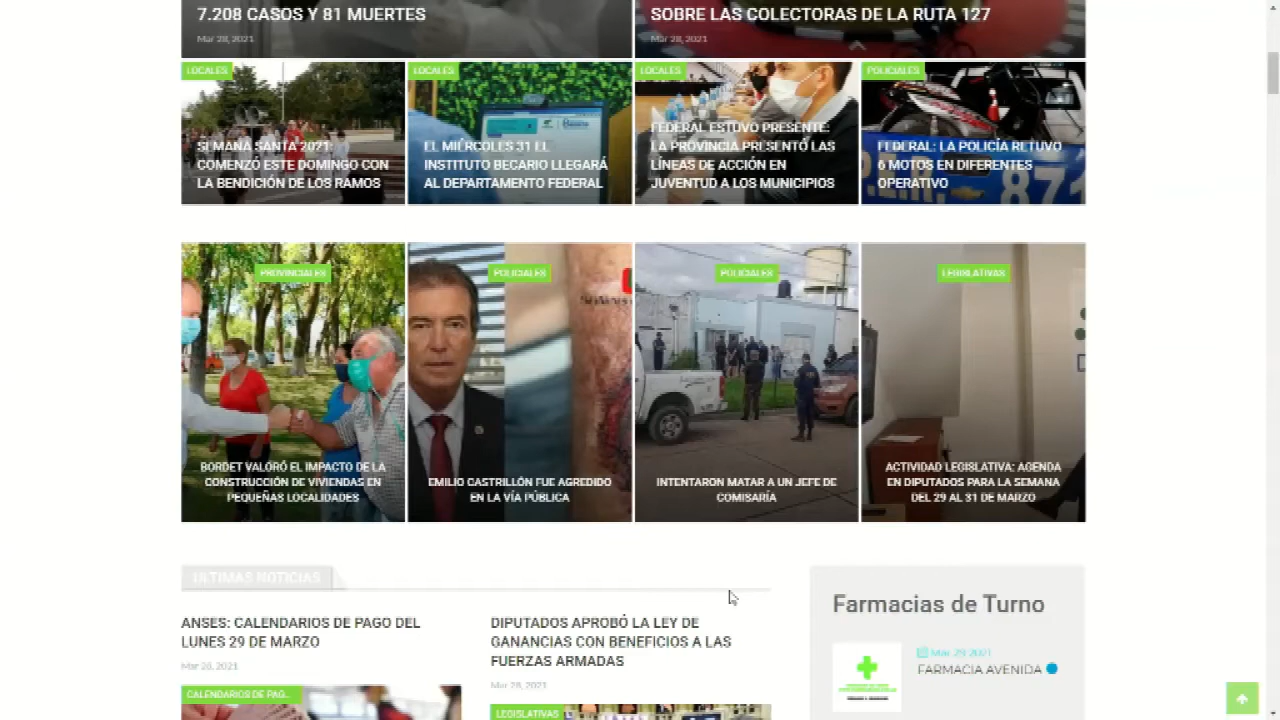 7.208 CASOS Y 81 MUERTES
Mar 28, 2021
SOBRE LAS COLECTORAS DE LA RUTA 127
Mar 28, 2021
LOCALES
SEMANA SANTA 2021:
COMENZÓ ESTE DOMINGO CON
LA BENDICIÓN DE LOS RAMOS
LOCALES
EL MIÉRCOLES 31 EL
INSTITUTO BECARIO LLEGARÁ
AL DEPARTAMENTO FEDERAL
LOCALES
FEDERAL ESTUVO PRESENTE:
LA PROVINCIA PRESENTÓ LAS
LÍNEAS DE ACCIÓN EN
JUVENTUD A LOS MUNICIPIOS
POLICIALES
FEDERAL: LA POLICÍA RETUVO
6 MOTOS EN DIFERENTES
OPERATIVO
871
PROVINCIALES
BORDET VALORÓ EL IMPACTO DE LA
CONSTRUCCIÓN DE VIVIENDAS EN
PEQUEÑAS LOCALIDADES
POLICIALES
EMILIO CASTRILLÓN FUE AGREDIDO
EN LA VÍA PÚBLICA
POLICIALES
INTENTARON MATAR A UN JEFE DE
COMISARÍA
LEGISLATIVAS
ACTIVIDAD LEGISLATIVA: AGENDA
EN DIPUTADOS PARA LA SEMANA
DEL 29 AL 31 DE MARZO
ULTIMAS NOTICIAS
ANSES: CALENDARIOS DE PAGO DEL
LUNES 29 DE MARZO
Mar 28, 2021
CALENDARIOS DE PAG...
DIPUTADOS APROBÓ LA LEY DE
GANANCIAS CON BENEFICIOS A LAS
FUERZAS ARMADAS
Mar 28, 2021
LEGISLATIVAS
Farmacias de Turno
Mar 29 2021
FARMACIA AVENIDA